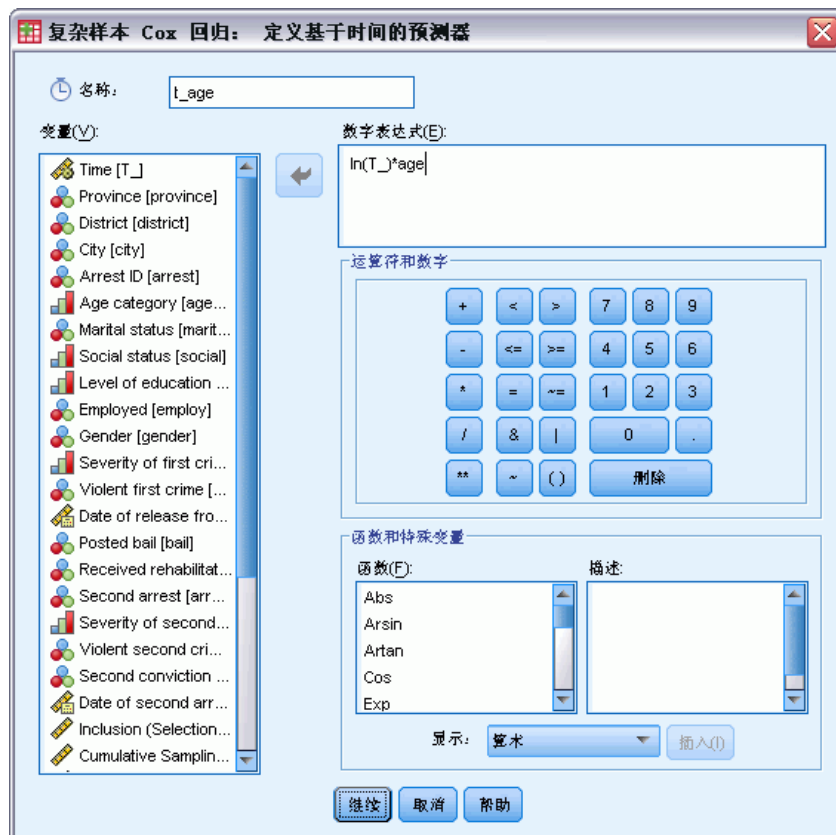 复杂样本 Cox 回归： 定义基于时间的预测器
名称：
t_age
变量(V):
Time [T_]
Province [province]
District [district]
City [city]
Arrest ID [arrest]
Age category [age...
Marital status [marit...
Social status [social]
Level of education ...
Employed [employ]
Gender [gender]
Severity of first cri...
Violent first crime [...
Date of release fro...
Posted bail [bail]
Received rehabilitat...
Second arrest [arr...
Severity of second...
Violent second cri...
Second conviction ...
Date of second arr...
Inclusion (Selection...
Cumulative Samplin...
数字表达式(E):
ln(T_)*age
运算符和数字
+ < > 7 8 9
- <= >= 4 5 6
* = ~= 1 2 3
/ & | 0 .
** ~ ( ) 删除
函数和特殊变量
函数(F):
Abs
Arsin
Artan
Cos
Exp
描述:
显示： 算术 插入(I)
继续 取消 帮助